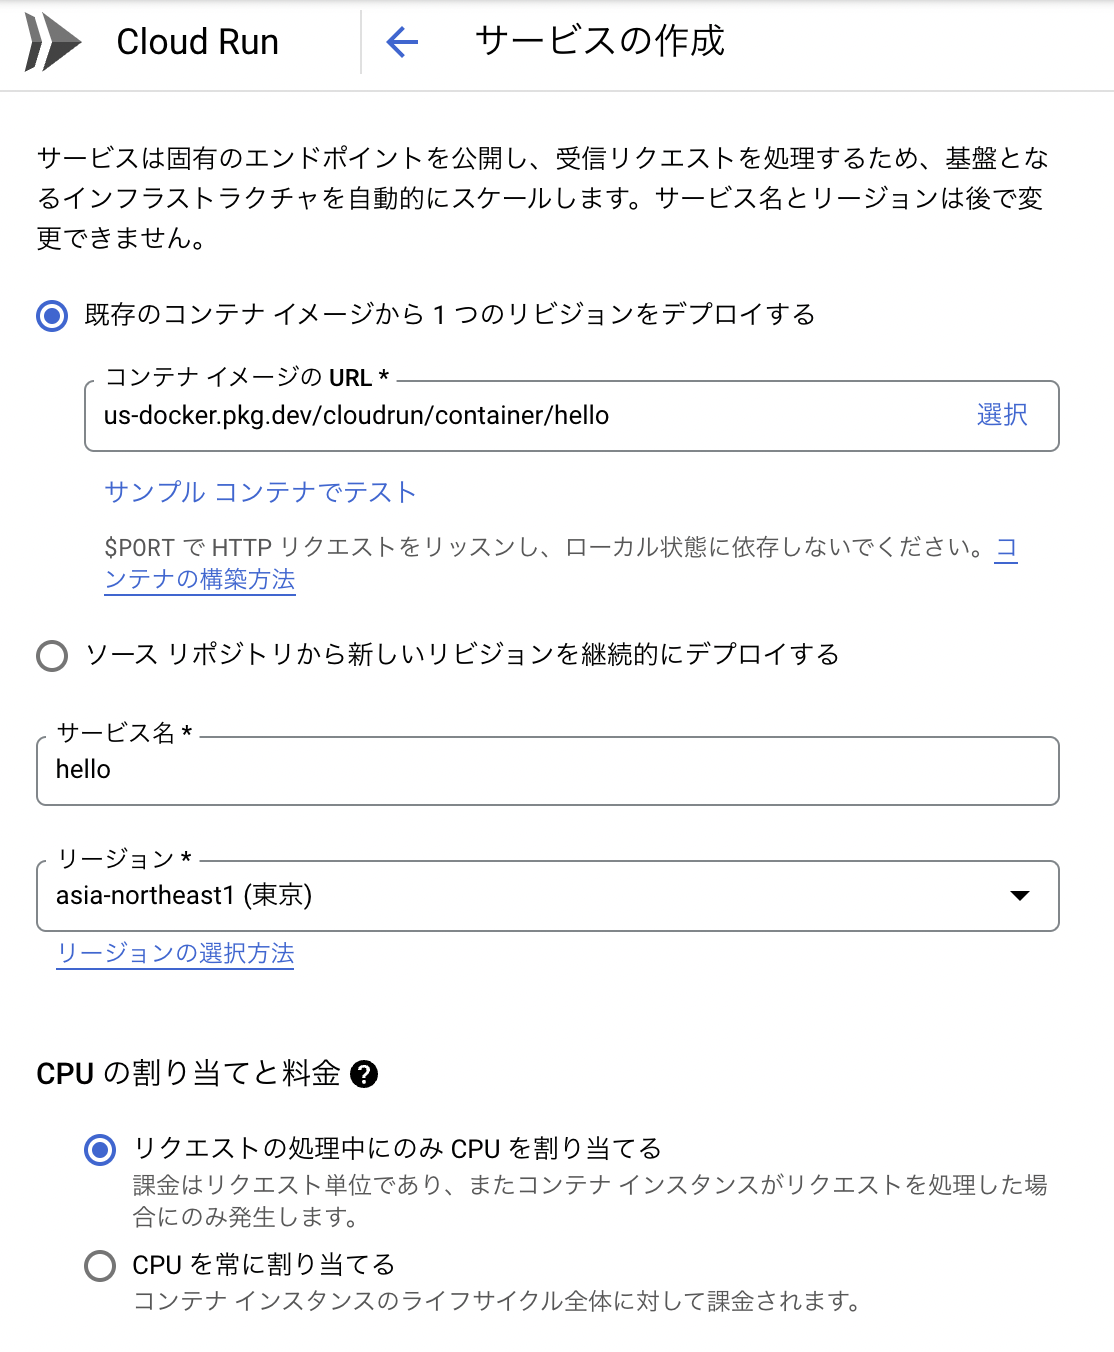 Cloud Run
サービスの作成
サービスは固有のエンドポイントを公開し、受信リクエストを処理するため、基盤とな
るインフラストラクチャを自動的にスケールします。サービス名とリージョンは後で変
更できません。
既存のコンテナ イメージから 1 つのリビジョンをデプロイする
コンテナ イメージの URL *
us-docker.pkg.dev/cloudrun/container/hello
選択
サンプル コンテナでテスト
$PORT で HTTP リクエストをリッスンし、ローカル状態に依存しないでください。コ
ンテナの構築方法
ソース リポジトリから新しいリビジョンを継続的にデプロイする
サービス名 *
hello
リージョン *
asia-northeast1 (東京)
リージョンの選択方法
CPU の割り当てと料金 ?
リクエストの処理中にのみ CPU を割り当てる
課金はリクエスト単位であり、またコンテナ インスタンスがリクエストを処理した場
合にのみ発生します。
CPU を常に割り当てる
コンテナ インスタンスのライフサイクル全体に対して課金されます。